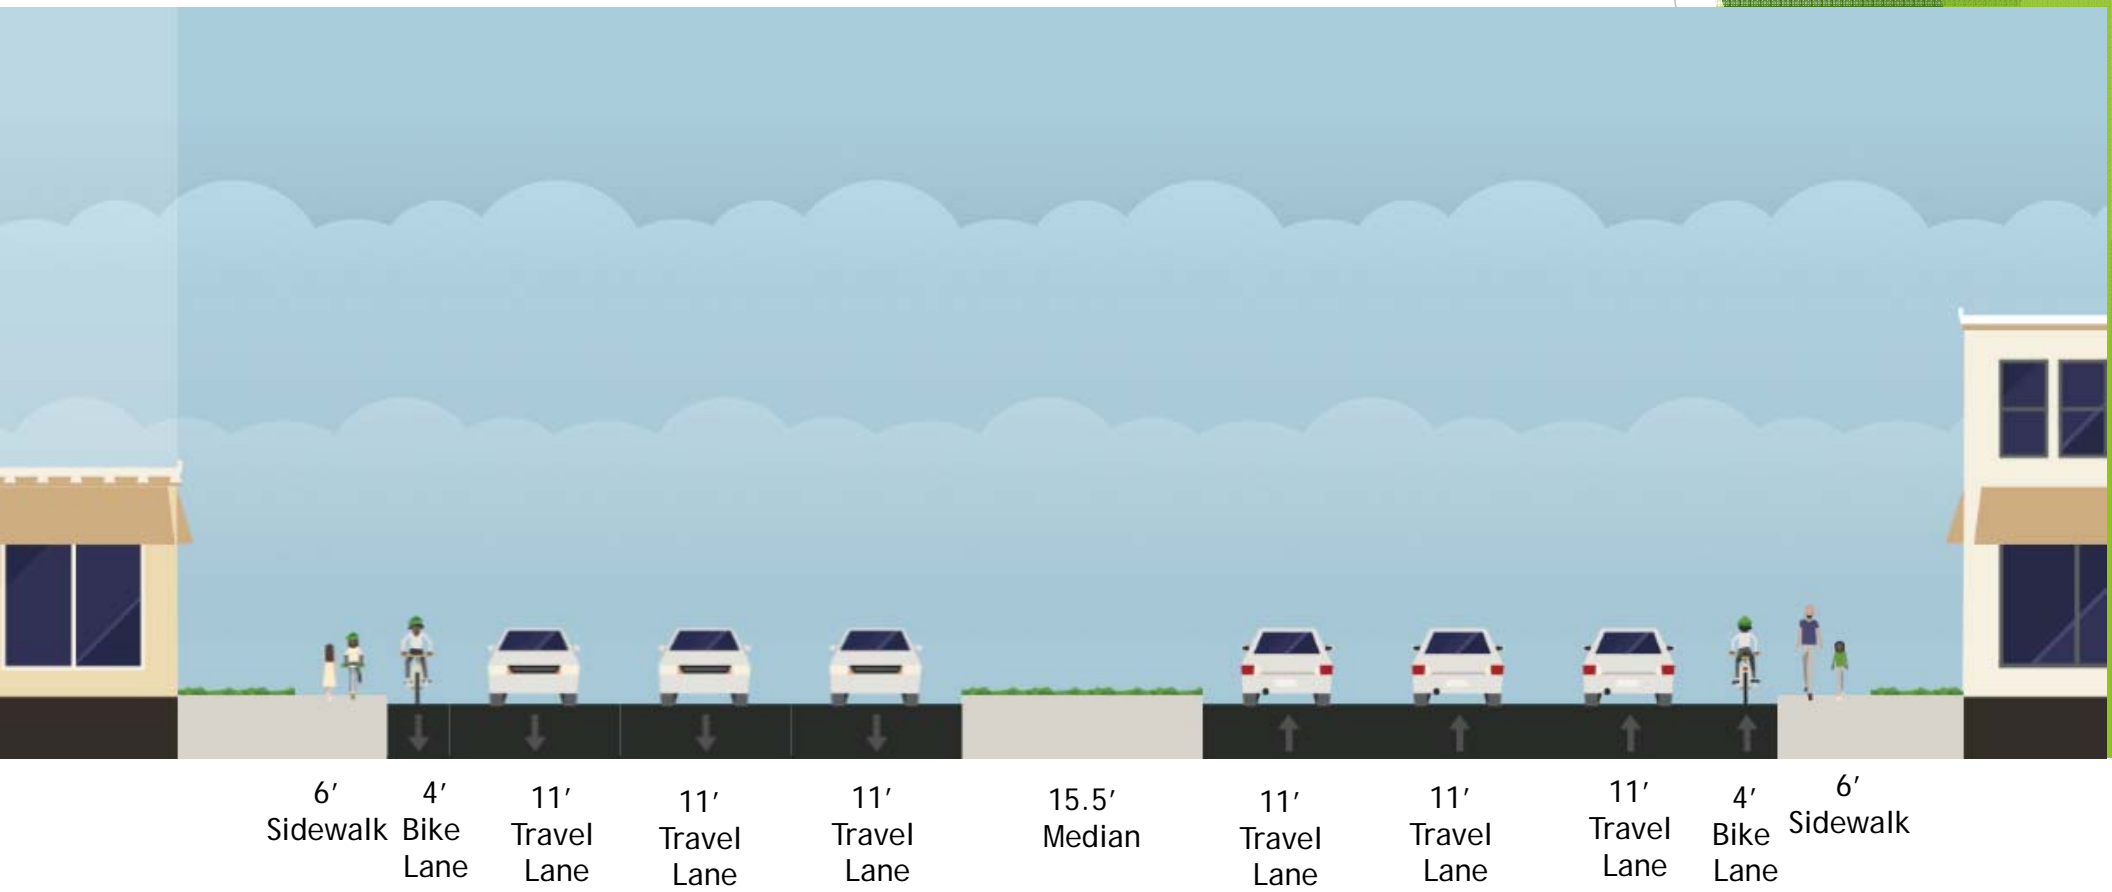 6’
Sidewalk
4’
Bike
Lane
11’
Travel
Lane
11’
Travel
Lane
11’
Travel
Lane
15.5’
Median
11’
Travel
Lane
11’
Travel
Lane
11’
Travel
Lane
4’
Bike
Lane
6’
Sidewalk